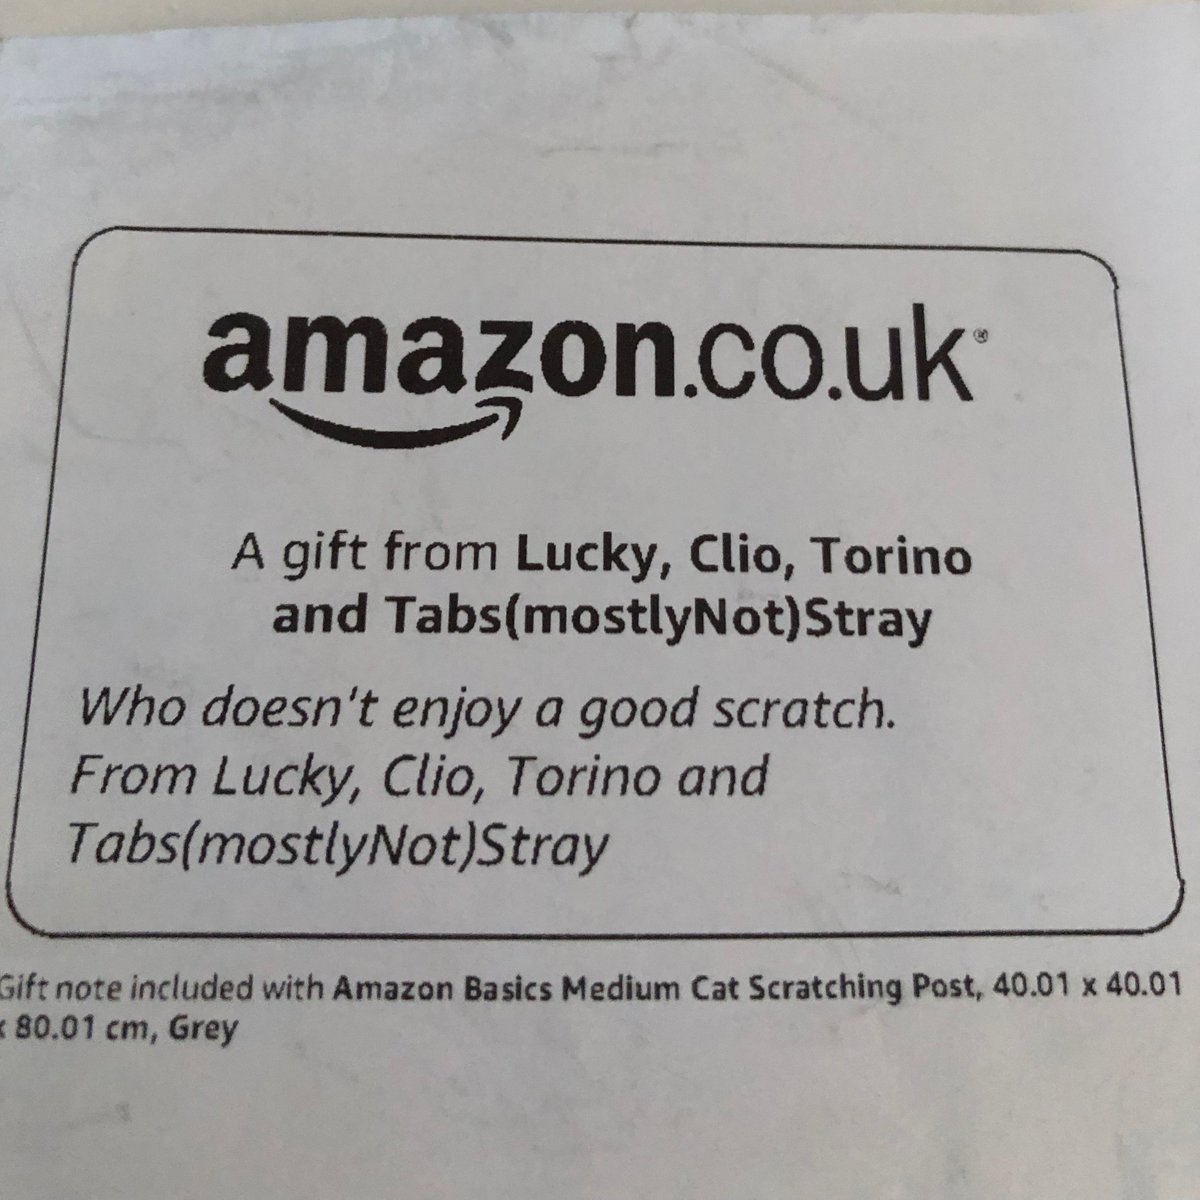 amazon.co.uk®
A gift from Lucky, Clio, Torino
and Tabs(mostlyNot)Stray
Who doesn't enjoy a good scratch.
From Lucky, Clio, Torino and
Tabs(mostlyNot)Stray
Gift note included with Amazon Basics Medium Cat Scratching Post, 40.01 x 40.01
x 80.01 cm, Grey